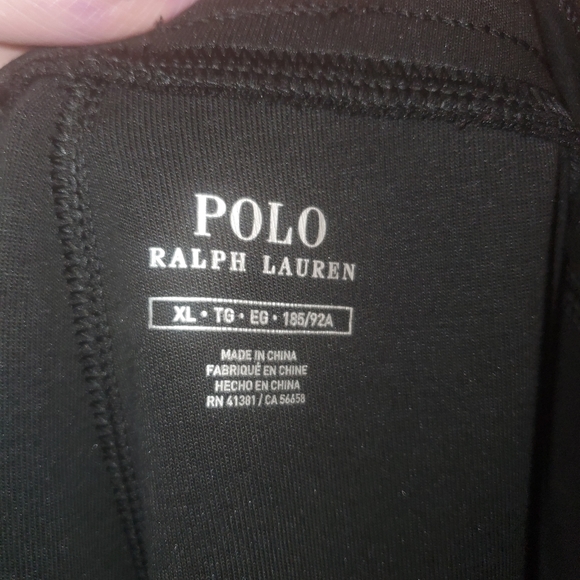 POLO
RALPH LAUREN
XL • TG • EG • 185/92A
MADE IN CHINA
FABRIQUÉ EN CHINE
HECHO EN CHINA
RN 41381 / CA 56658